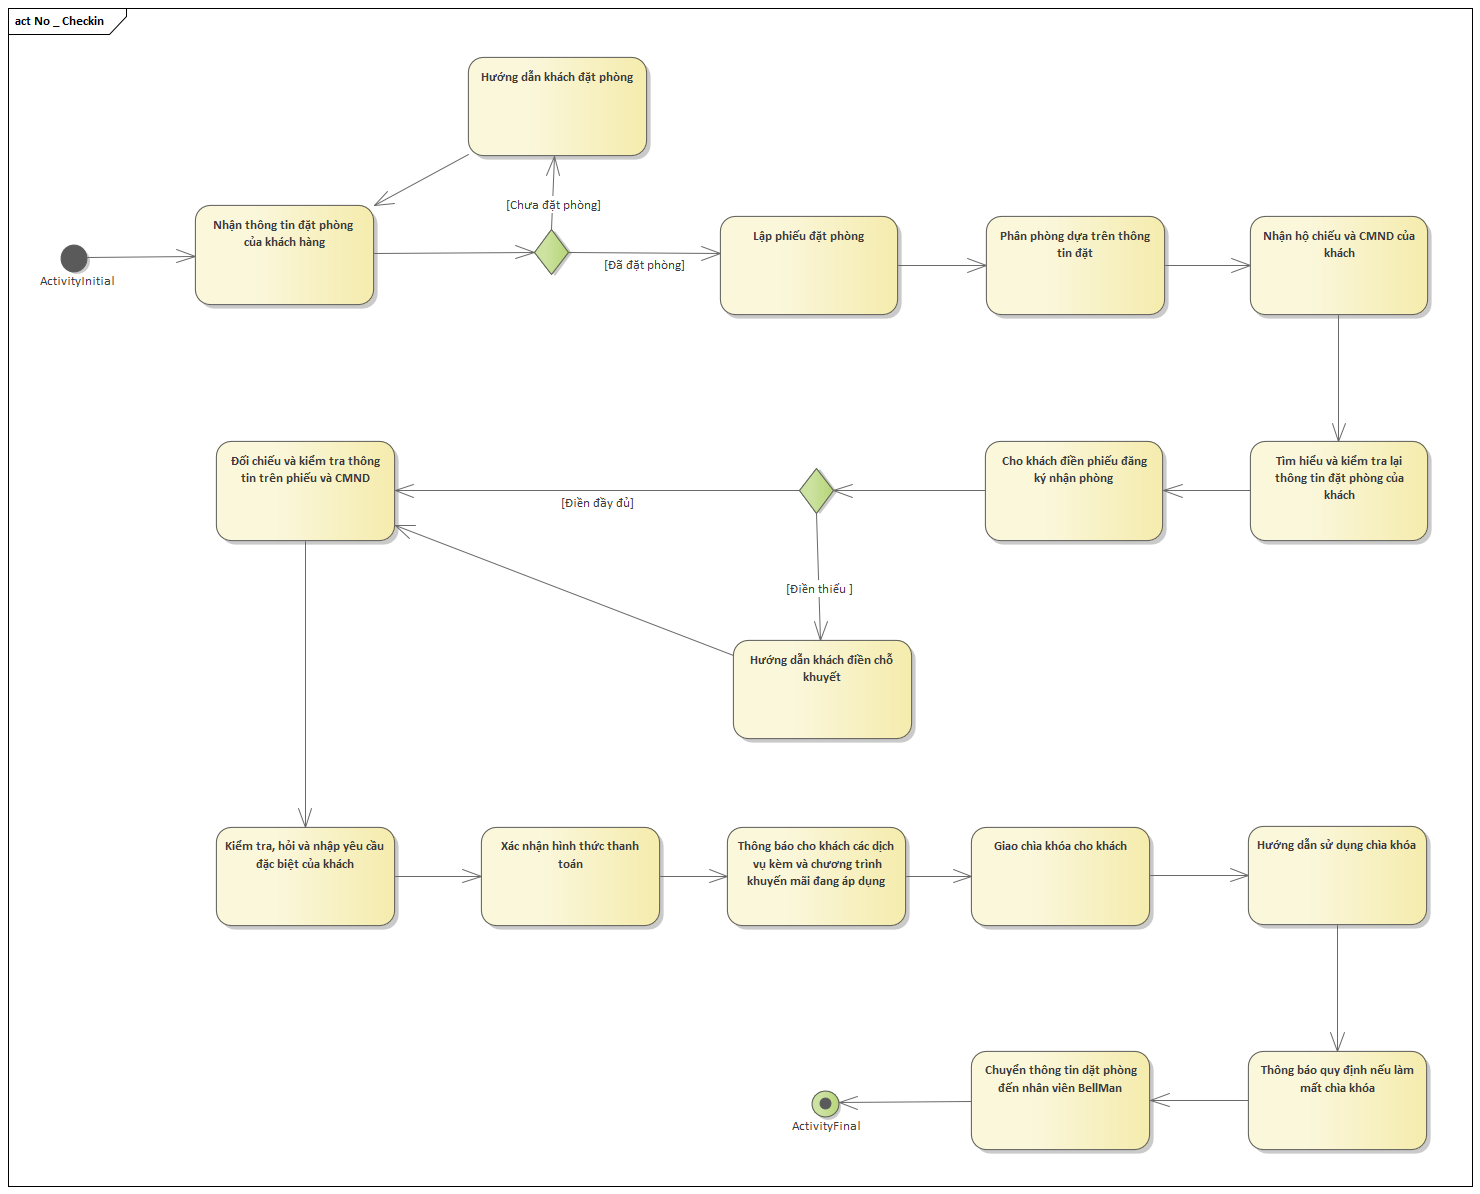 act No _ Checkin
Hướng dẫn khách đặt phòng
[Chưa đặt phòng]
Nhận thông tin đặt phòng
của khách hàng
ActivityInitial
[Đã đặt phòng]
Lập phiếu đặt phòng
Phân phòng dựa trên thông
tin đặt
Nhận hộ chiếu và CMND của
khách
Tìm hiểu và kiểm tra lại
thông tin đặt phòng của
khách
Cho khách điền phiếu đăng
ký nhận phòng
[Điền đầy đủ]
Đối chiếu và kiểm tra thông
tin trên phiếu và CMND
[Điền thiếu ]
Hướng dẫn khách điền chỗ
khuyết
Kiểm tra, hỏi và nhập yêu cầu
đặc biệt của khách
Xác nhận hình thức thanh
toán
Thông báo cho khách các dịch
vụ kèm và chương trình
khuyến mãi đang áp dụng
Giao chìa khóa cho khách
Hướng dẫn sử dụng chìa khóa
Thông báo quy định nếu làm
mất chìa khóa
Chuyển thông tin dặt phòng
đến nhân viên BellMan
ActivityFinal